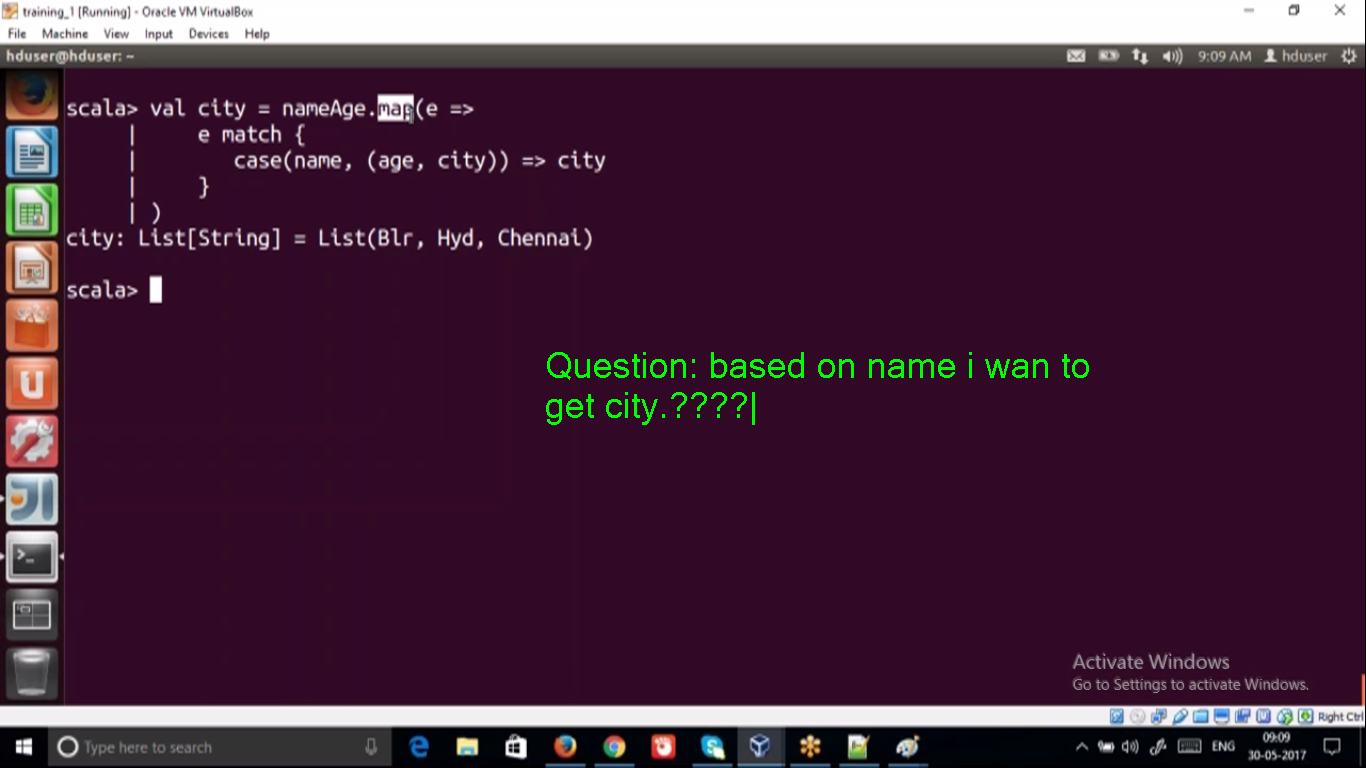 training_1 [Running] - Oracle VM VirtualBox
File Machine View Input Devices Help
hduser@hduser: ~ 9:09 AM hduser
scala> val city = nameAge.map(e =>
| e match {
| case(name, (age, city)) => city
| }
| )
city: List[String] = List(Blr, Hyd, Chennai)
scala>
Question: based on name i wan to
get city.????|
Activate Windows
Go to Settings to activate Windows.
Right Ctrl
Type here to search
ENG
09:09
30-05-2017